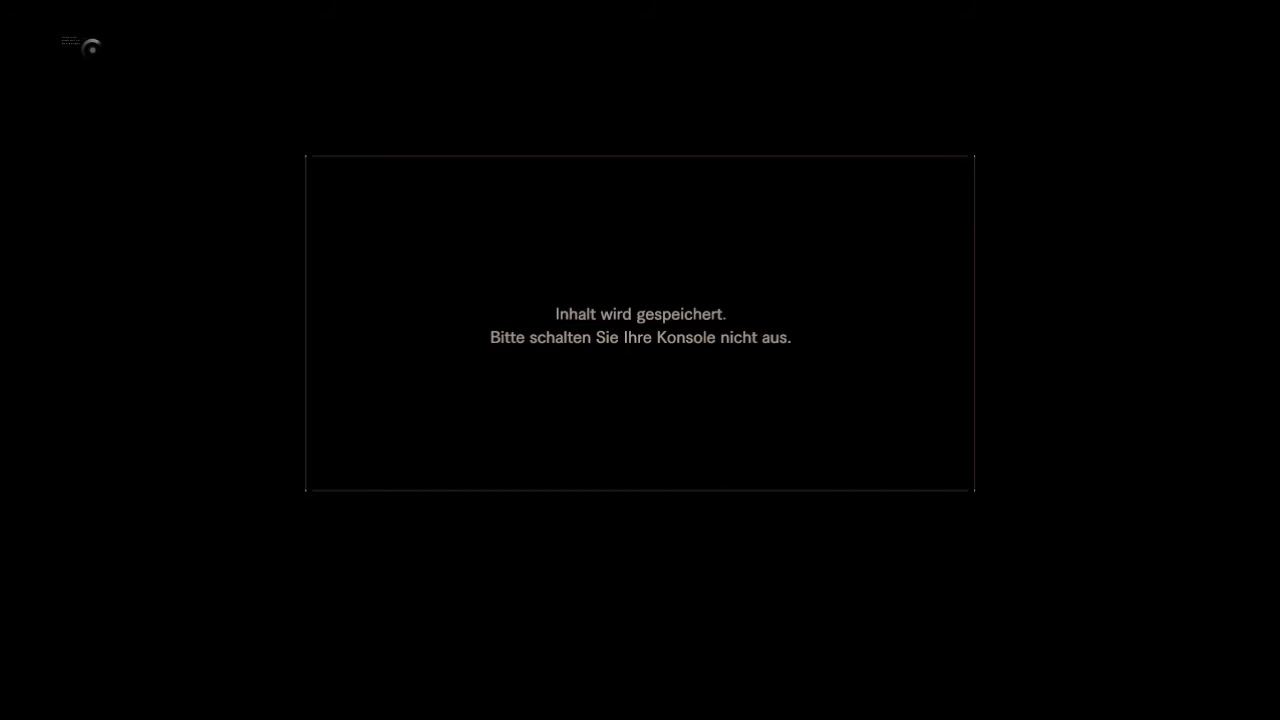 Inhalt wird gespeichert.
Bitte schalten Sie Ihre Konsole nicht aus.